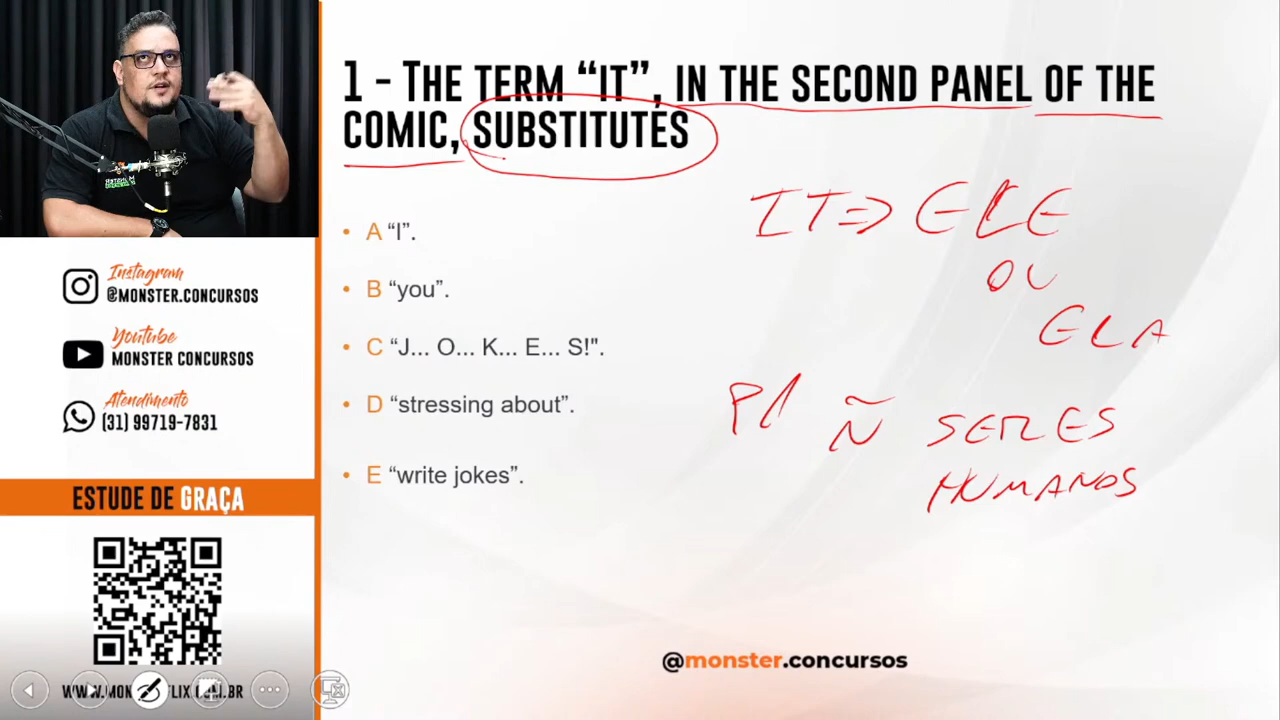 1 - THE TERM “IT”, IN THE SECOND PANEL OF THE
COMIC, SUBSTITUTES
• A “I”.
• B “you”.
• C “J... O... K... E... S!".
• D “stressing about”.
• E “write jokes”.
IT => ELE
OU
ELA
P/ Ñ SERES
HUMANOS
Instagram
@MONSTER.CONCURSOS
Youtube
MONSTER CONCURSOS
Atendimento
(31) 99719-7831
ESTUDE DE GRAÇA
@monster.concursos